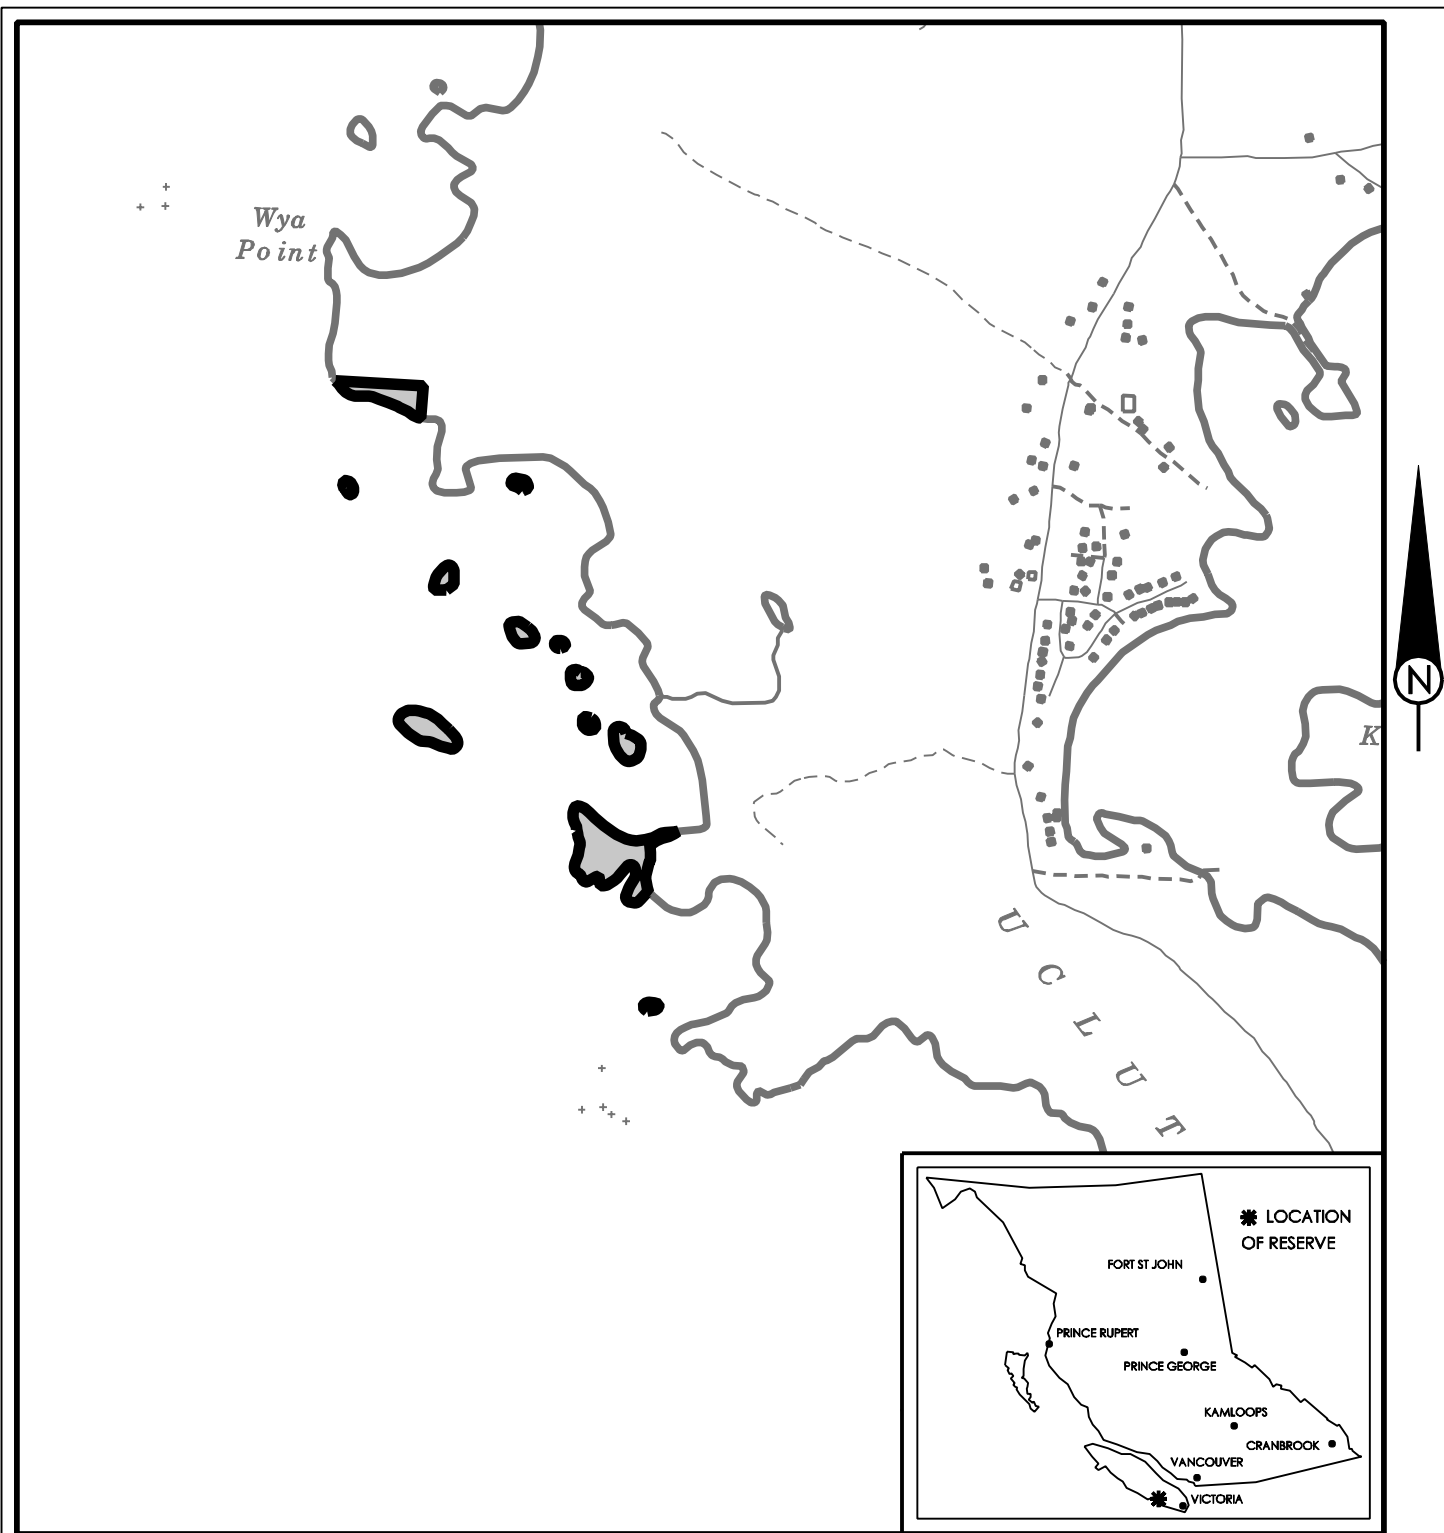 Wya
Point
N
K
U
C
L
U
T
LOCATION
OF RESERVE
FORT ST JOHN
PRINCE RUPERT
PRINCE GEORGE
KAMLOOPS
CRANBROOK
VANCOUVER
VICTORIA